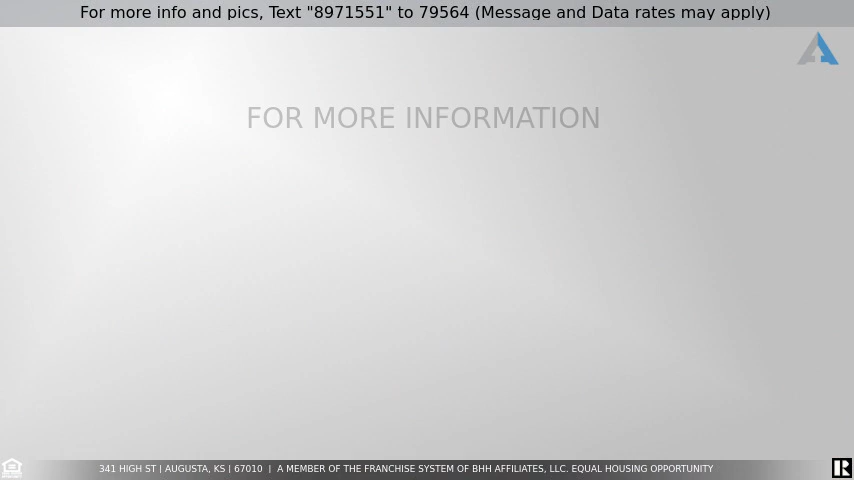 For more info and pics, Text "8971551" to 79564 (Message and Data rates may apply)
FOR MORE INFORMATION
341 HIGH ST | AUGUSTA, KS | 67010 | A MEMBER OF THE FRANCHISE SYSTEM OF BHH AFFILIATES, LLC. EQUAL HOUSING OPPORTUNITY